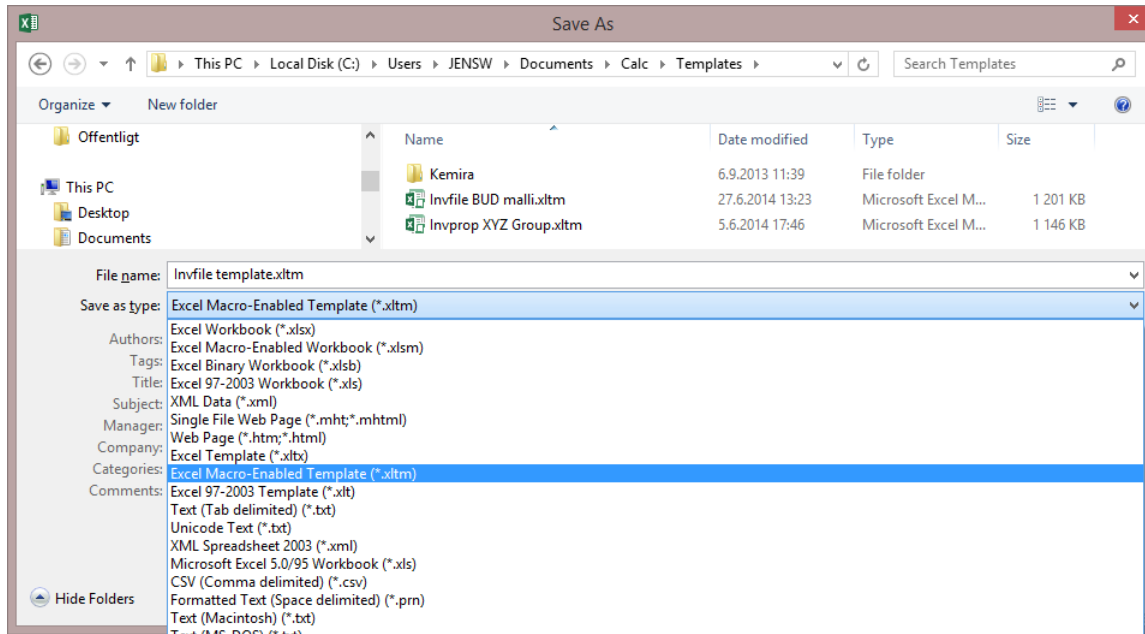 Save As
This PC Local Disk (C:) Users JENSW Documents Calc Templates Search Templates
Organize New folder
Offentligt
This PC
Desktop
Documents
Name Date modified Type Size
Kemira 6.9.2013 11:39 File folder
Invfile BUD malli.xltm 27.6.2014 13:23 Microsoft Excel M... 1 201 KB
Invprop XYZ Group.xltm 5.6.2014 17:46 Microsoft Excel M... 1 146 KB
File name: Invfile template.xltm
Save as type: Excel Macro-Enabled Template (*.xltm)
Authors:
Tags:
Title:
Subject:
Manager:
Company:
Categories:
Comments:
Excel Workbook (*.xlsx)
Excel Macro-Enabled Workbook (*.xlsm)
Excel Binary Workbook (*.xlsb)
Excel 97-2003 Workbook (*.xls)
XML Data (*.xml)
Single File Web Page (*.mht;*.mhtml)
Web Page (*.htm;*.html)
Excel Template (*.xltx)
Excel Macro-Enabled Template (*.xltm)
Excel 97-2003 Template (*.xlt)
Text (Tab delimited) (*.txt)
Unicode Text (*.txt)
XML Spreadsheet 2003 (*.xml)
Microsoft Excel 5.0/95 Workbook (*.xls)
CSV (Comma delimited) (*.csv)
Formatted Text (Space delimited) (*.prn)
Text (Macintosh) (*.txt)
Text (MS-DOS) (*.txt)
Hide Folders